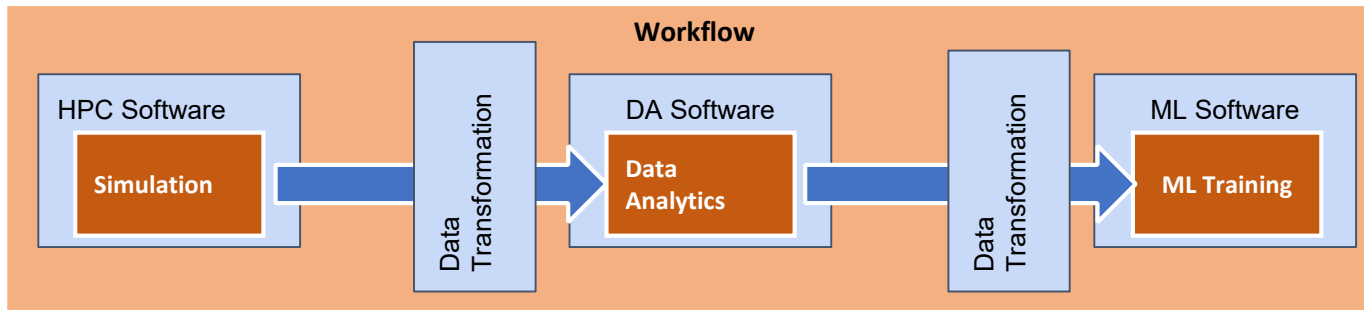 Workflow
HPC Software
Simulation
Data
Transformation
DA Software
Data
Analytics
Data
Transformation
ML Software
ML Training